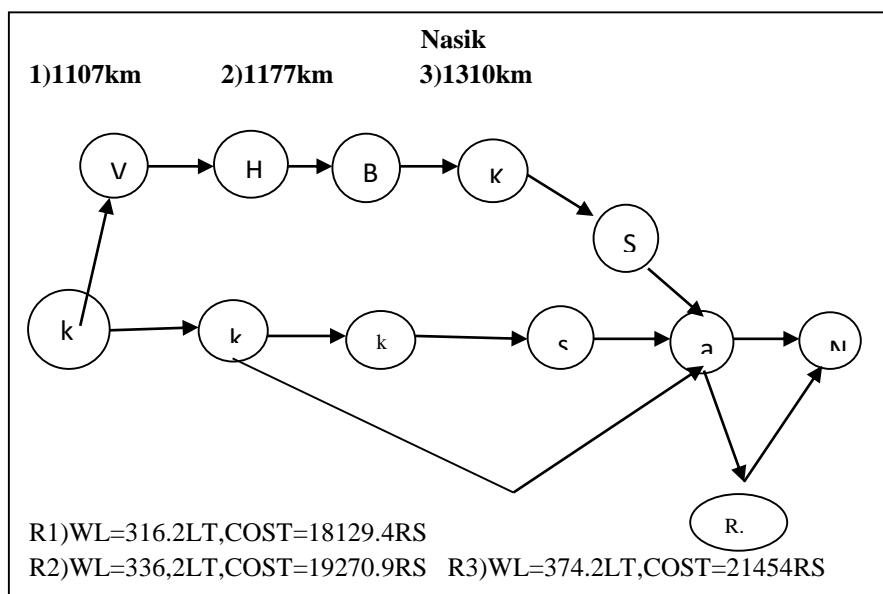 Nasik
1)1107km 2)1177km 3)1310km
V H B K
S
k k k s a N
R.
R1)WL=316.2LT,COST=18129.4RS
R2)WL=336,2LT,COST=19270.9RS R3)WL=374.2LT,COST=21454RS